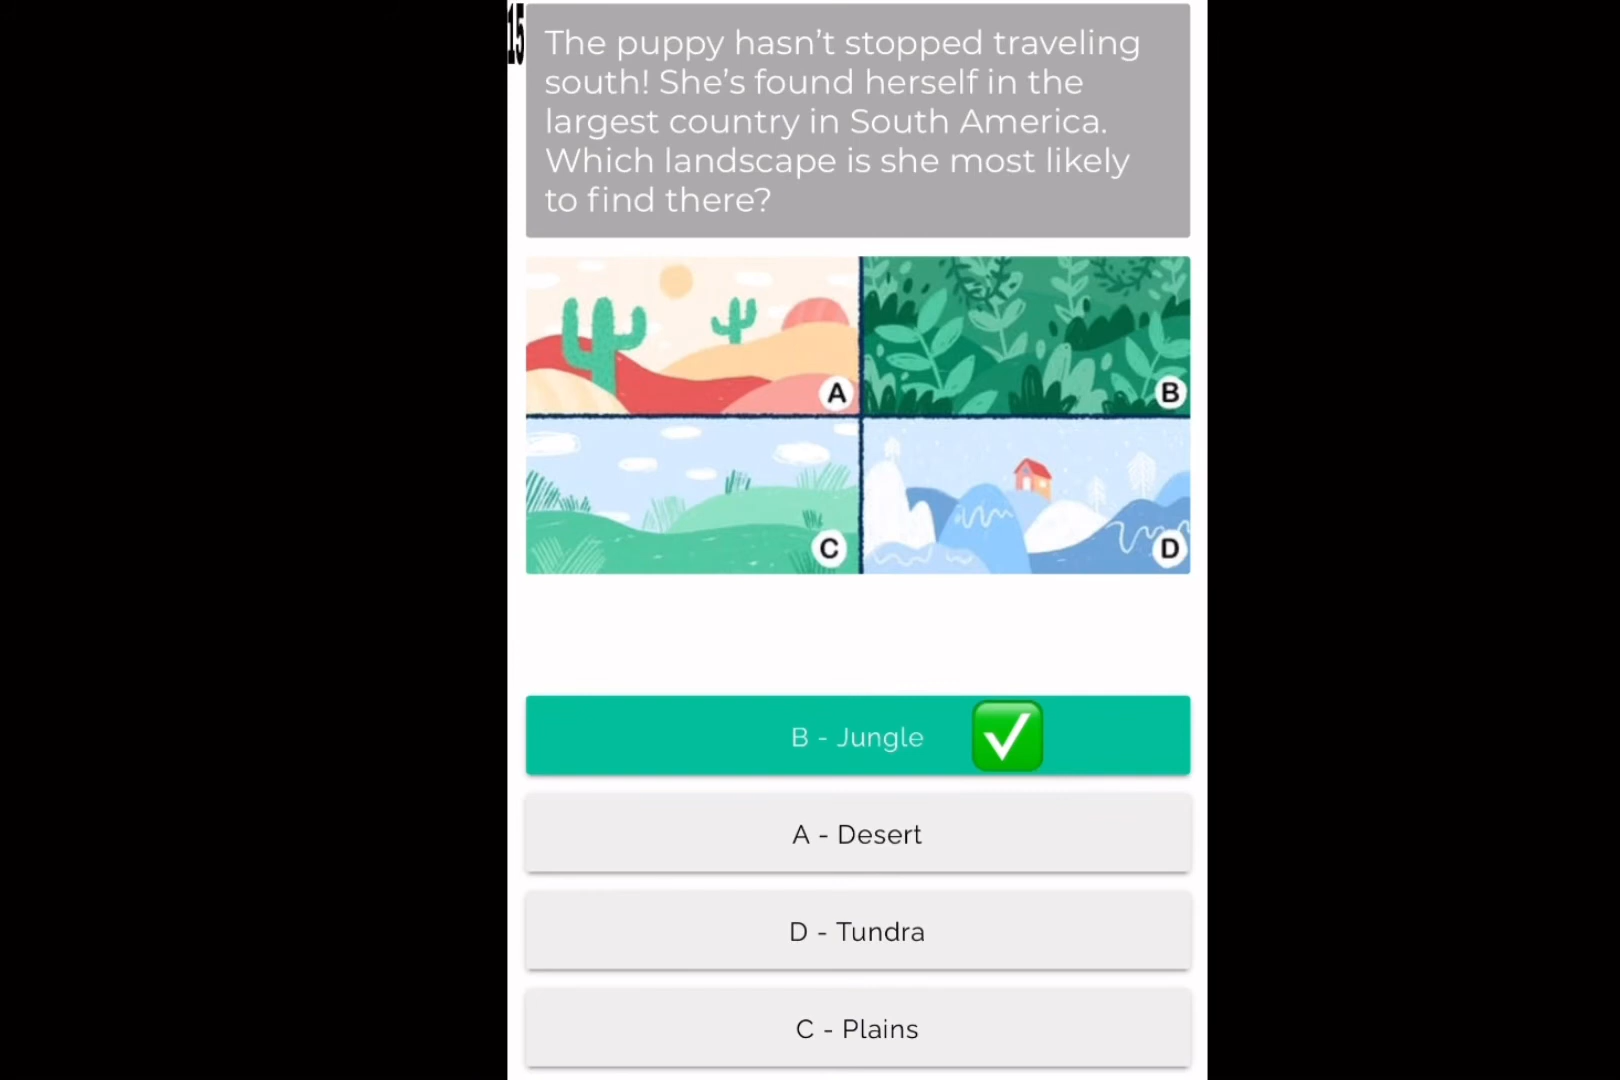 15
The puppy hasn't stopped traveling
south! She's found herself in the
largest country in South America.
Which landscape is she most likely
to find there?
A
B
C
D
B - Jungle
A - Desert
D - Tundra
C - Plains